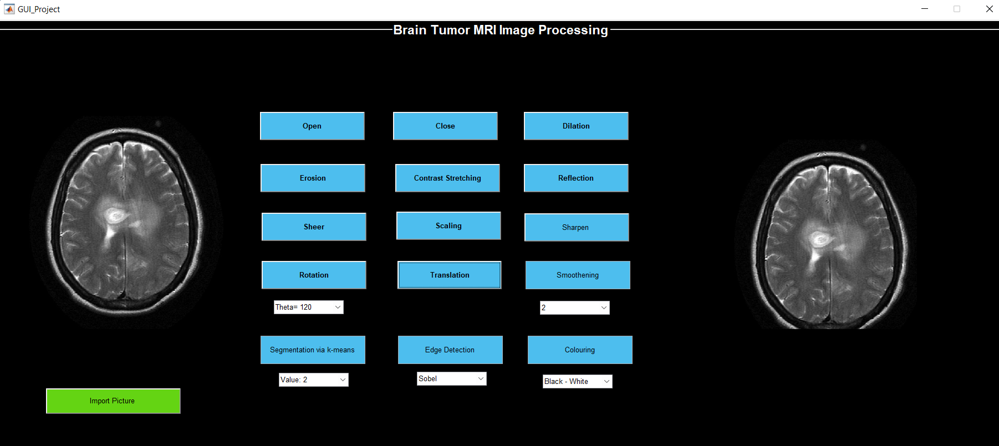 GUI_Project
Brain Tumor MRI Image Processing
Open
Close
Dilation
Erosion
Contrast Stretching
Reflection
Sheer
Scaling
Sharpen
Rotation
Translation
Smoothening
Theta= 120
2
Segmentation via k-means
Edge Detection
Colouring
Value: 2
Sobel
Black - White
Import Picture